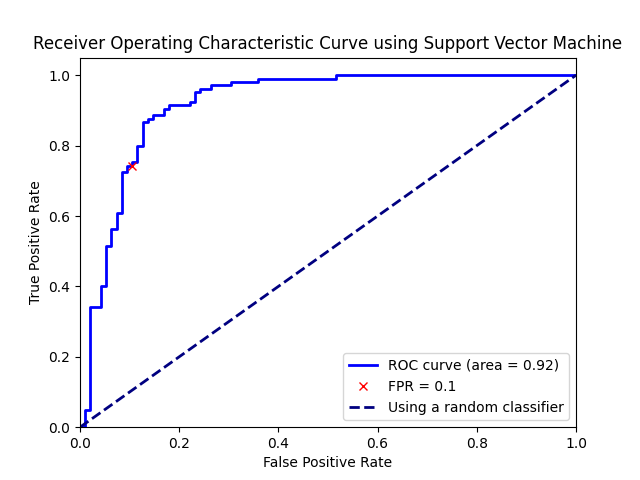 Receiver Operating Characteristic Curve using Support Vector Machine
1.0
0.8
0.6
0.4
0.2
0.0
True Positive Rate
ROC curve (area = 0.92)
FPR = 0.1
Using a random classifier
0.0 0.2 0.4 0.6 0.8 1.0
False Positive Rate